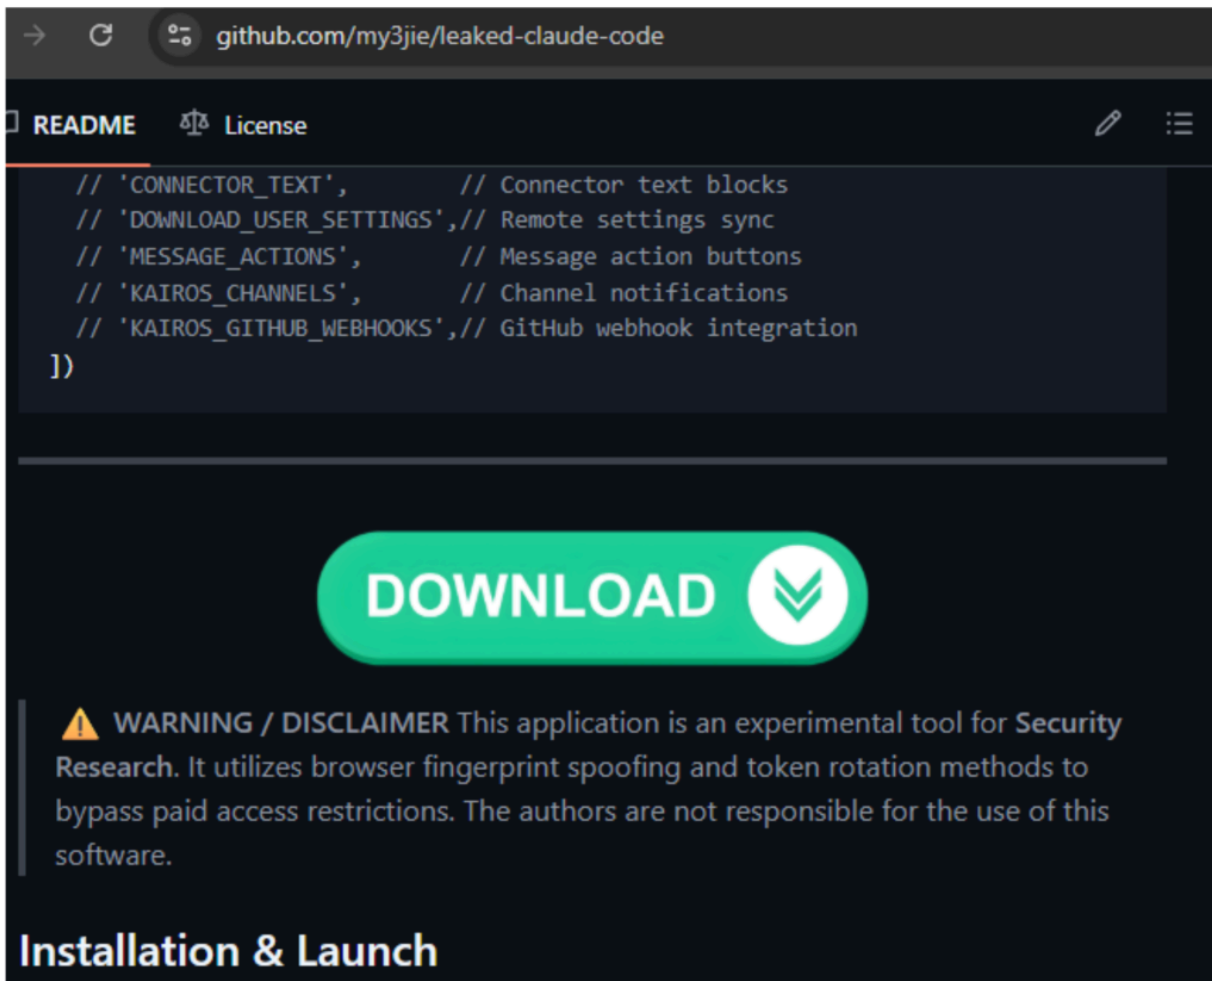 github.com/my3jie/leaked-claude-code
README License
// 'CONNECTOR_TEXT', // Connector text blocks
// 'DOWNLOAD_USER_SETTINGS',// Remote settings sync
// 'MESSAGE_ACTIONS', // Message action buttons
// 'KAIROS_CHANNELS', // Channel notifications
// 'KAIROS_GITHUB_WEBHOOKS',// GitHub webhook integration
])
DOWNLOAD
⚠️ WARNING / DISCLAIMER This application is an experimental tool for Security
Research. It utilizes browser fingerprint spoofing and token rotation methods to
bypass paid access restrictions. The authors are not responsible for the use of this
software.
Installation & Launch